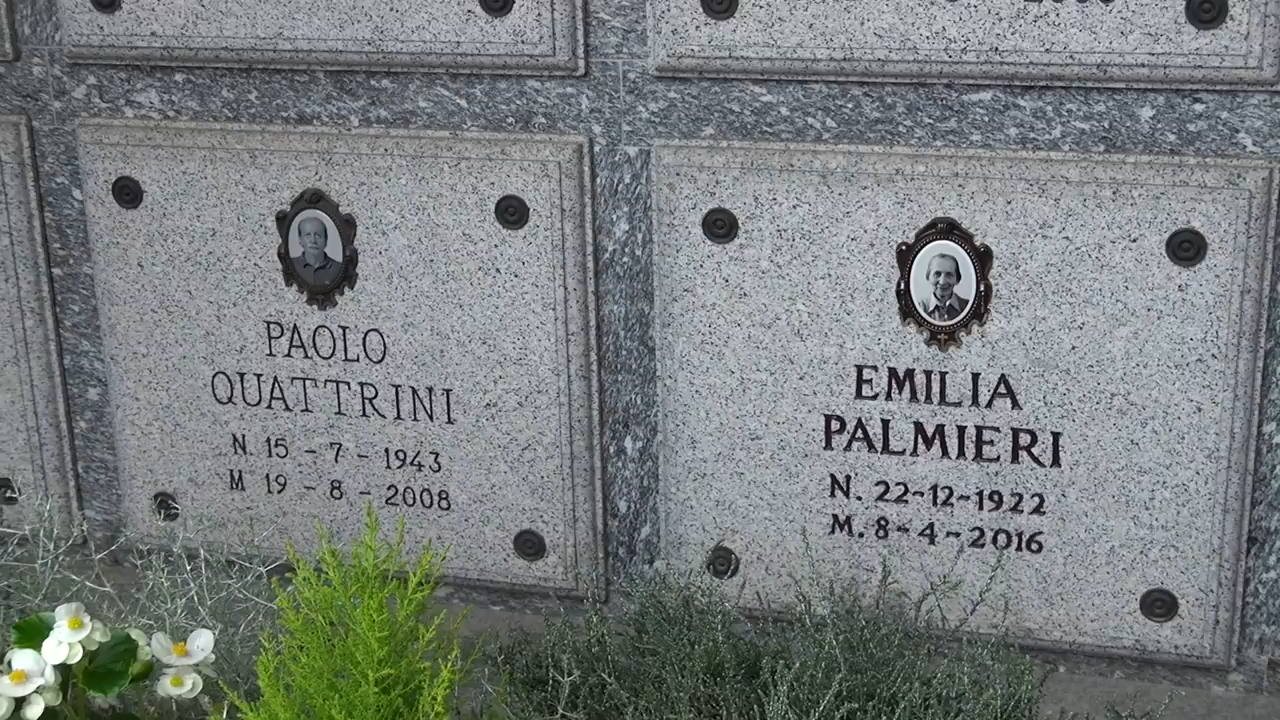 PAOLO
QUATTRINI
N. 15 - 7 - 1943
M 19 - 8 - 2008
EMILIA
PALMIERI
N. 22-12-1922
M. 8-4-2016